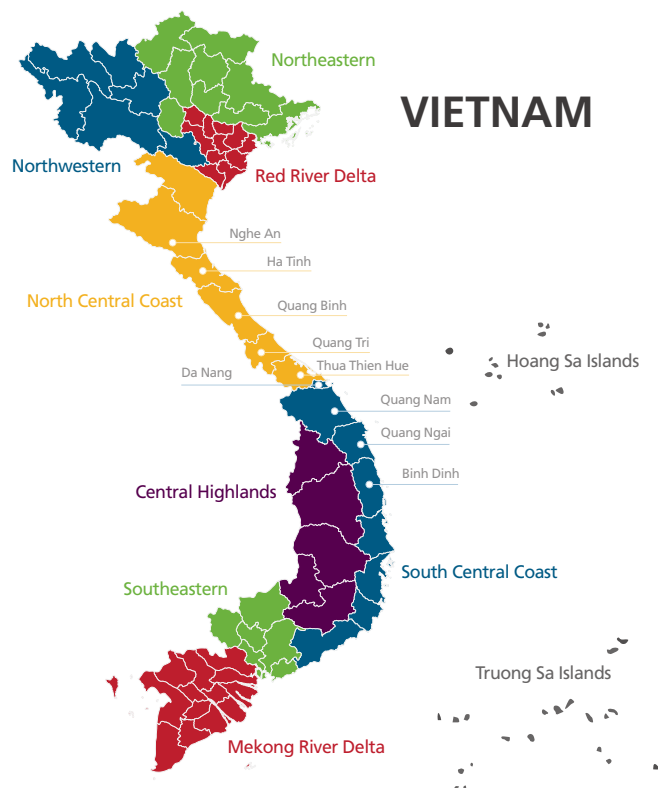 Northeastern
VIETNAM
Northwestern
Red River Delta
Nghe An
Ha Tinh
North Central Coast
Quang Binh
Quang Tri
Hoang Sa Islands
Thua Thien Hue
Da Nang
Quang Nam
Quang Ngai
Binh Dinh
Central Highlands
South Central Coast
Southeastern
Truong Sa Islands
Mekong River Delta